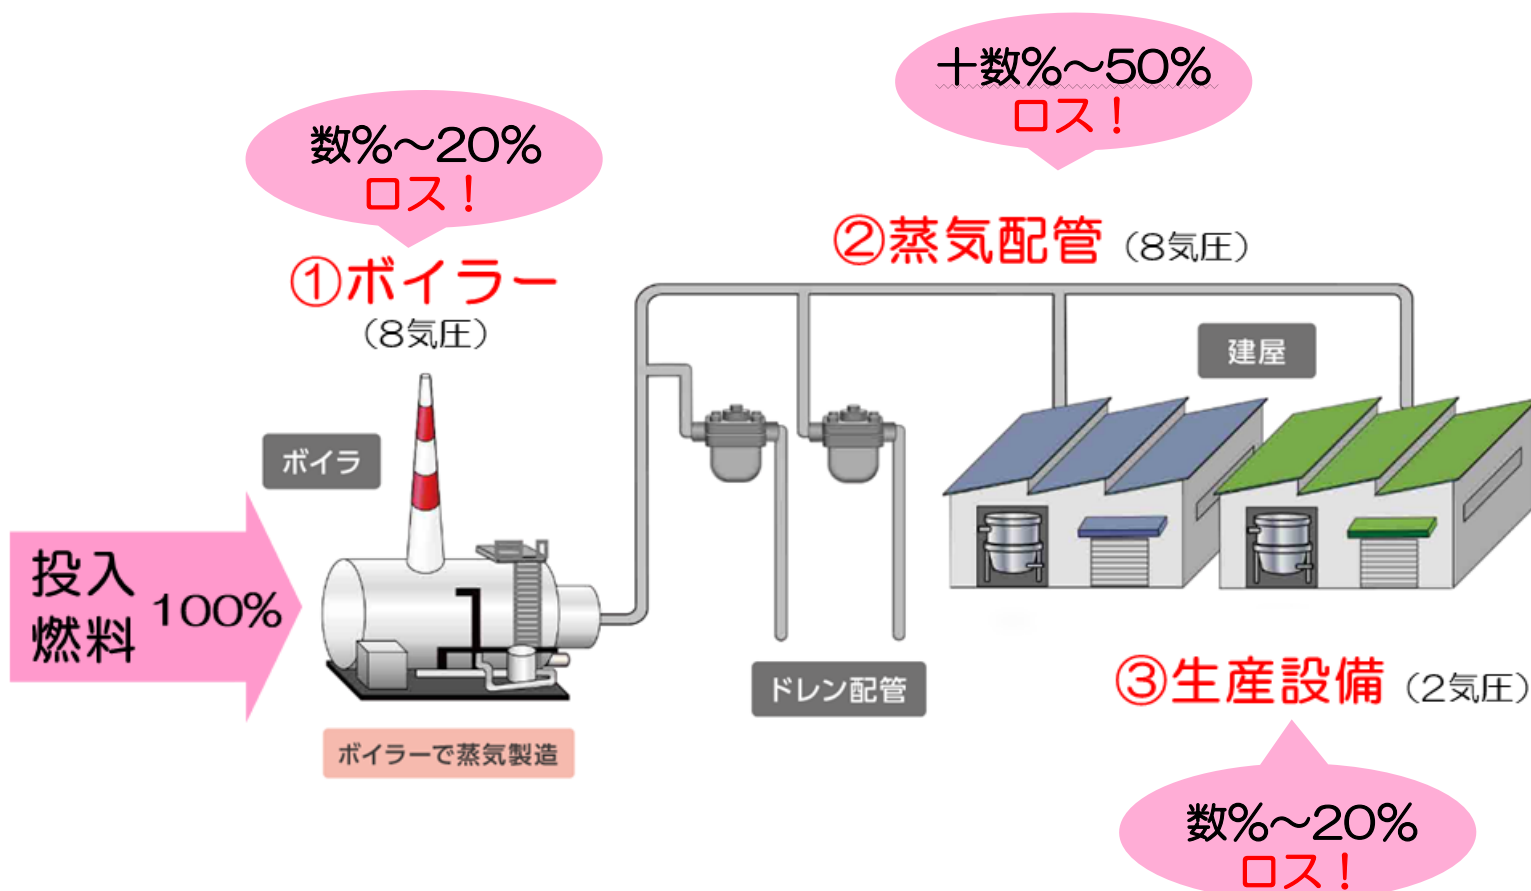 十数%～50%
ロス！
数%～20%
ロス！
②蒸気配管（8気圧）
①ボイラー
（8気圧）
建屋
ボイラ
投入
燃料
100%
ドレン配管
③生産設備（2気圧）
ボイラーで蒸気製造
数%～20%
ロス！